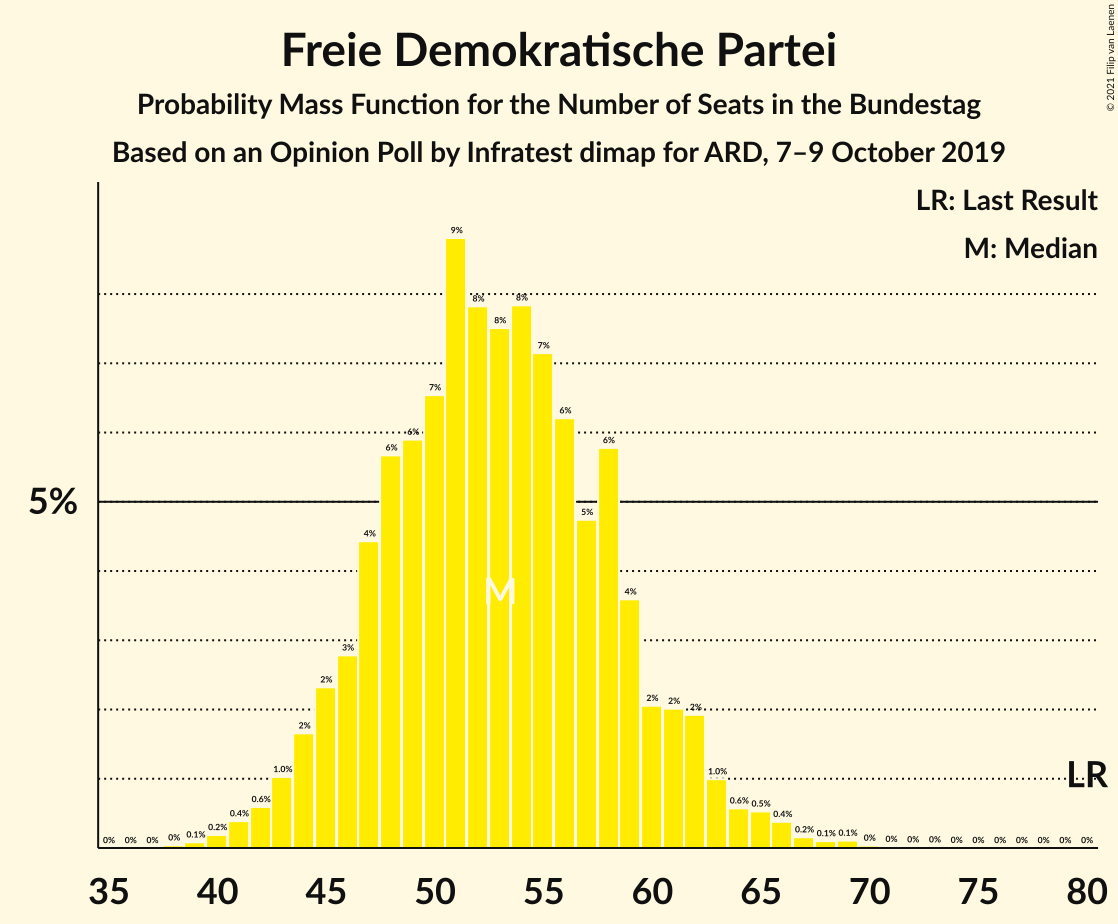 Freie Demokratische Partei
Probability Mass Function for the Number of Seats in the Bundestag
Based on an Opinion Poll by Infratest dimap for ARD, 7–9 October 2019
© 2021 Filip van Laenen
LR: Last Result
M: Median
5%
0% 0% 0% 0% 0.1% 0.2% 0.4% 0.6% 1.0% 2% 2% 3% 4% 6% 6% 7% 9% 8% 8% 8% 7% 6% 5% 6% 4% 2% 2% 2% 1.0% 0.6% 0.5% 0.4% 0.2% 0.1% 0.1% 0% 0% 0% 0% 0% 0% 0% 0% 0% 0% 0%
M
LR
35 40 45 50 55 60 65 70 75 80